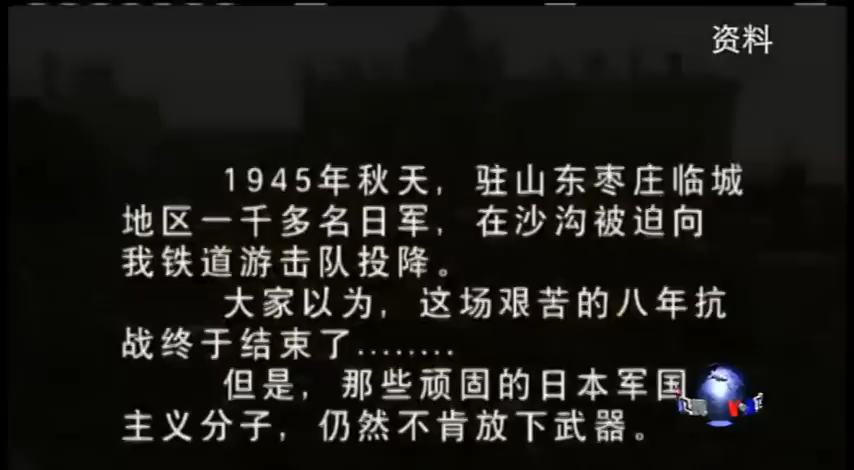 资料
1945年秋天，驻山东枣庄临城
地区一千多名日军，在沙沟被迫向
我铁道游击队投降。
大家以为，这场艰苦的八年抗
战终于结束了........
但是，那些顽固的日本军国
主义分子，仍然不肯放下武器。